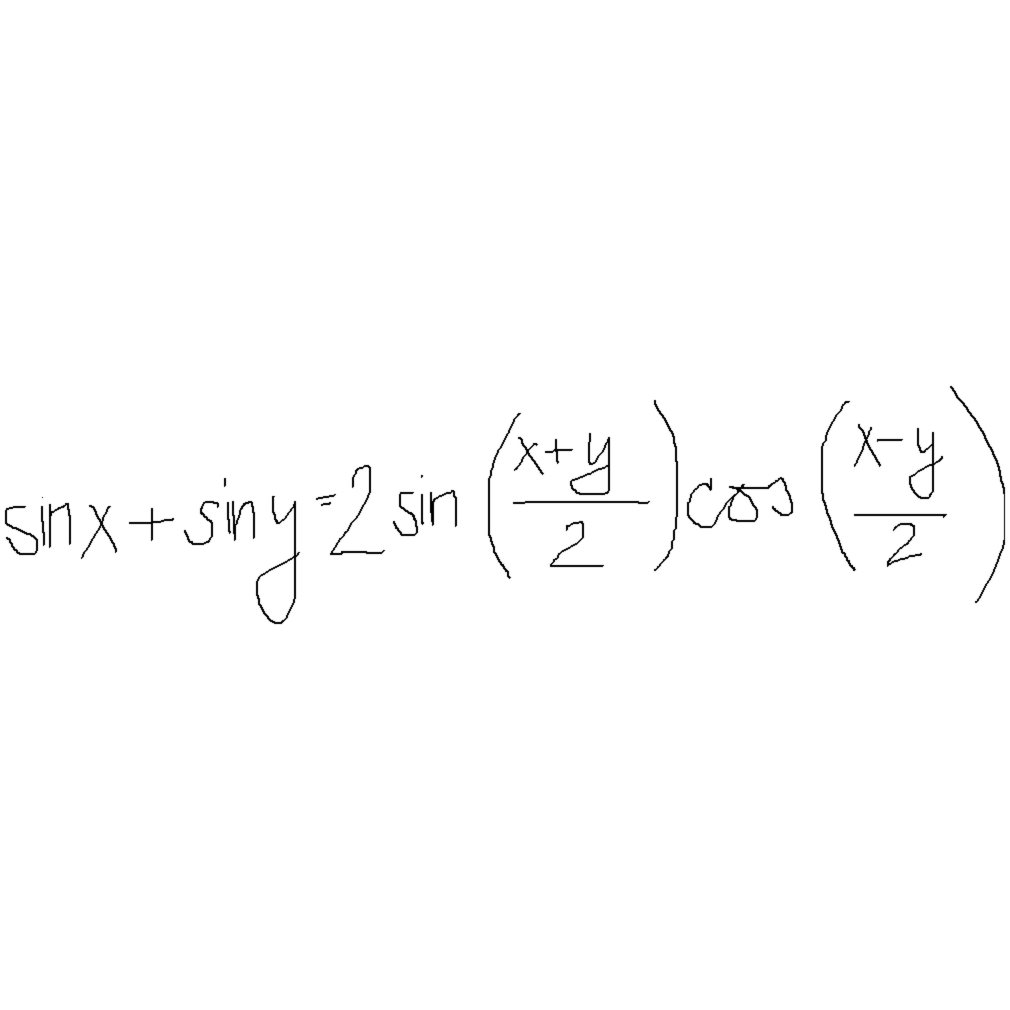 sin x + sin y = 2 sin ((x+y)/2) cos ((x-y)/2)